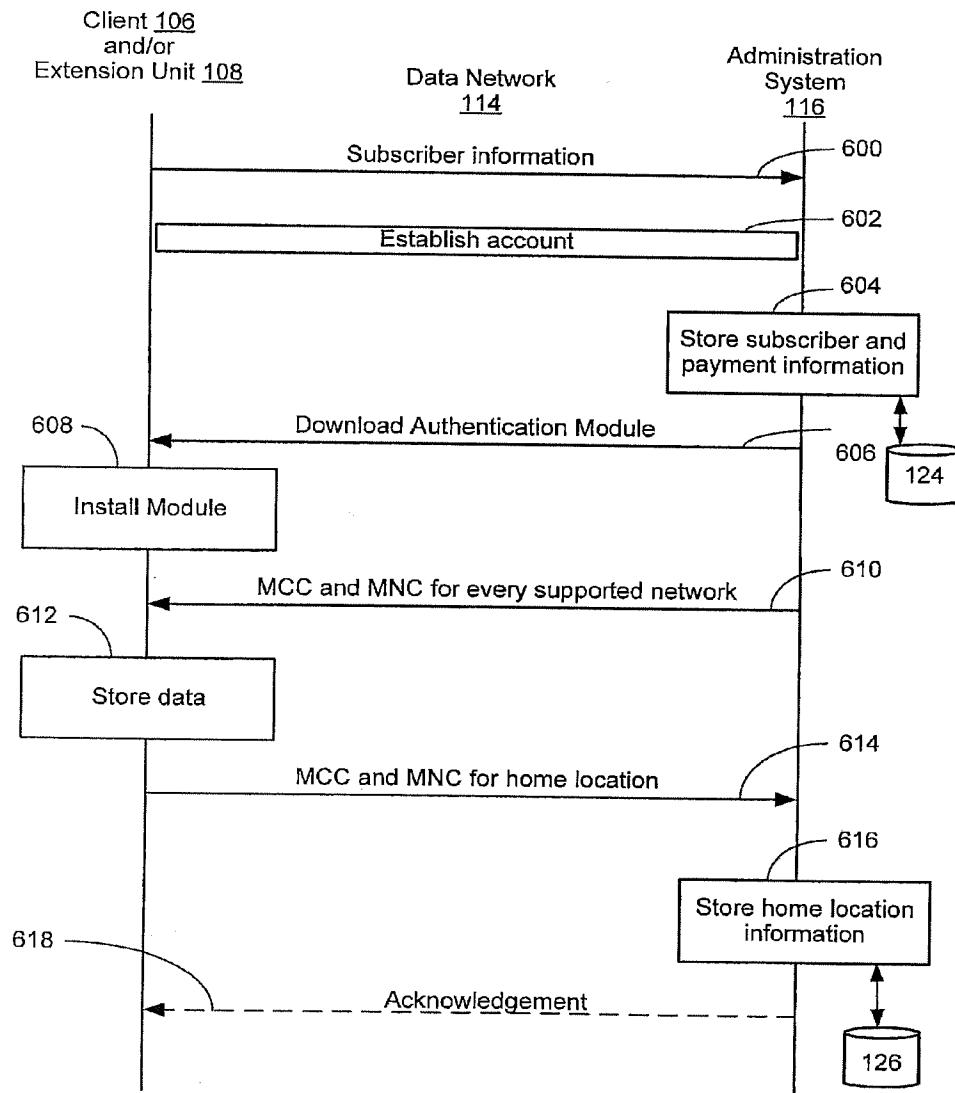 Client 106
and/or
Extension Unit 108
Data Network
114
Administration
System
116
Subscriber information
600
602
Establish account
604
Store subscriber and
payment information
Download Authentication Module
606
124
608
Install Module
MCC and MNC for every supported network
610
612
Store data
MCC and MNC for home location
614
616
Store home location
information
618
Acknowledgement
126